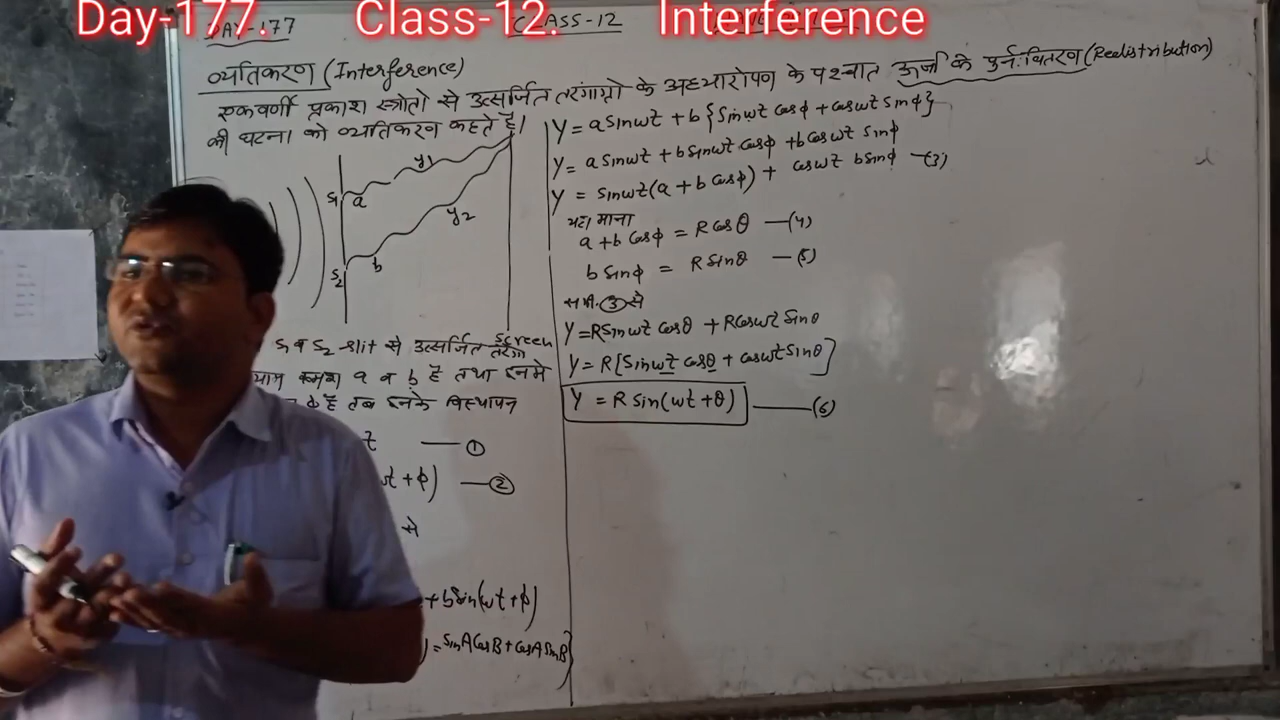 Day-177. Class-12. Interference
DAY-177 CLASS-12
व्यतिकरण (Interference)
एकवर्णी प्रकाश स्त्रोतो से उत्सर्जित तरंगाग्रो के अध्यारोपण के पश्चात ऊर्जा के पुर्नःवितरण (Redistribution)
की घटना को व्यतिकरण कहते है।
S1 a y1
S2 b y2
screen
S1 व S2 slit से उत्सर्जित तरंग
क्रमश a व b है तथा इनमे
है तब इनके विस्थापन
t —— ①
ωt + ϕ) — ②
से
+ b Sin(ωt + ϕ)
) = SinA CosB + CosA SinB}
Y = a sinωt + b {Sinωt cosϕ + cosωt sinϕ}
Y = a sinωt + b sinωt cosϕ + b cosωt sinϕ
Y = sinωt (a + b cosϕ) + cosωt b sinϕ —(3)
यहा माना
a + b cosϕ = R cosθ —(4)
b sinϕ = R sinθ —(5)
समी. ③ से
Y = R Sinωt cosθ + R cosωt Sinθ
Y = R [Sinωt cosθ + cosωt Sinθ]
Y = R sin(ωt + θ) ——(6)